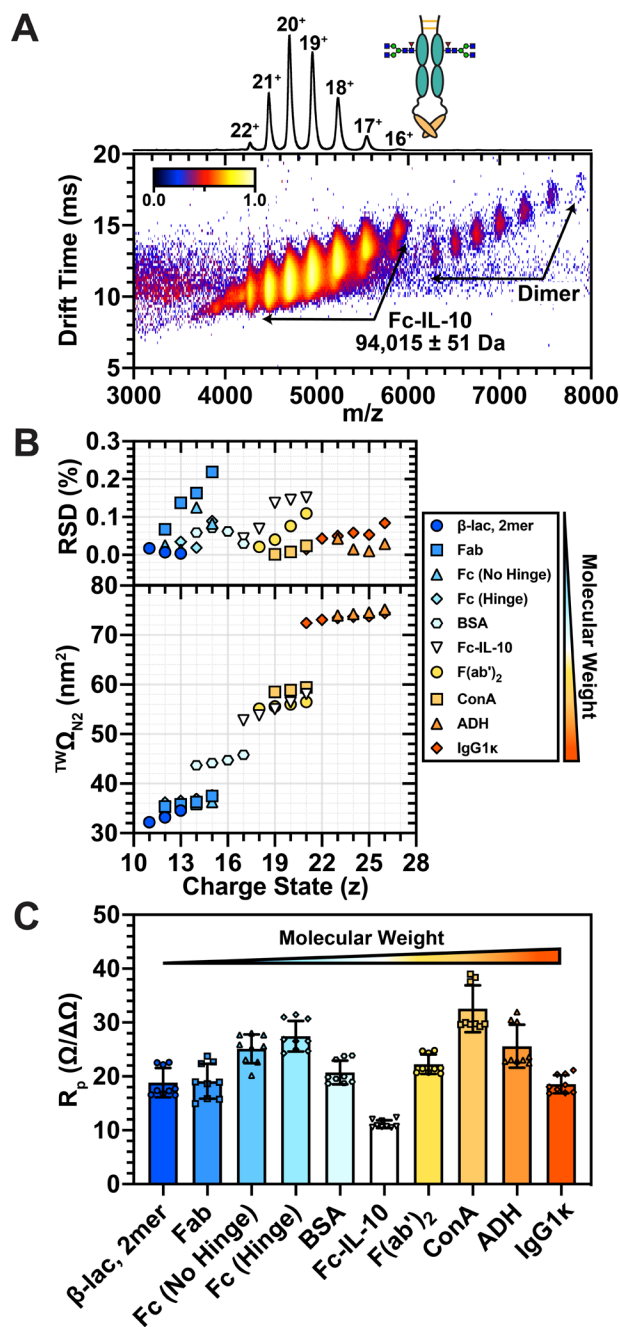 A
20⁺
19⁺
21⁺
18⁺
22⁺
17⁺
16⁺
20
15
10
5
Drift Time (ms)
0.0
1.0
Dimer
Fc-IL-10
94,015 ± 51 Da
3000
4000
5000
6000
7000
8000
m/z
B
0.3
0.2
0.1
0.0
RSD (%)
80
70
60
50
40
30
ᵀᵂΩ_N2 (nm²)
10
13
16
19
22
25
28
Charge State (z)
β-lac, 2mer
Fab
Fc (No Hinge)
Fc (Hinge)
BSA
Fc-IL-10
F(ab')₂
ConA
ADH
IgG1κ
Molecular Weight
C
50
40
30
20
10
0
Rₚ (Ω/ΔΩ)
Molecular Weight
β-lac, 2mer
Fab
Fc (No Hinge)
Fc (Hinge)
BSA
Fc-IL-10
F(ab')₂
ConA
ADH
IgG1κ